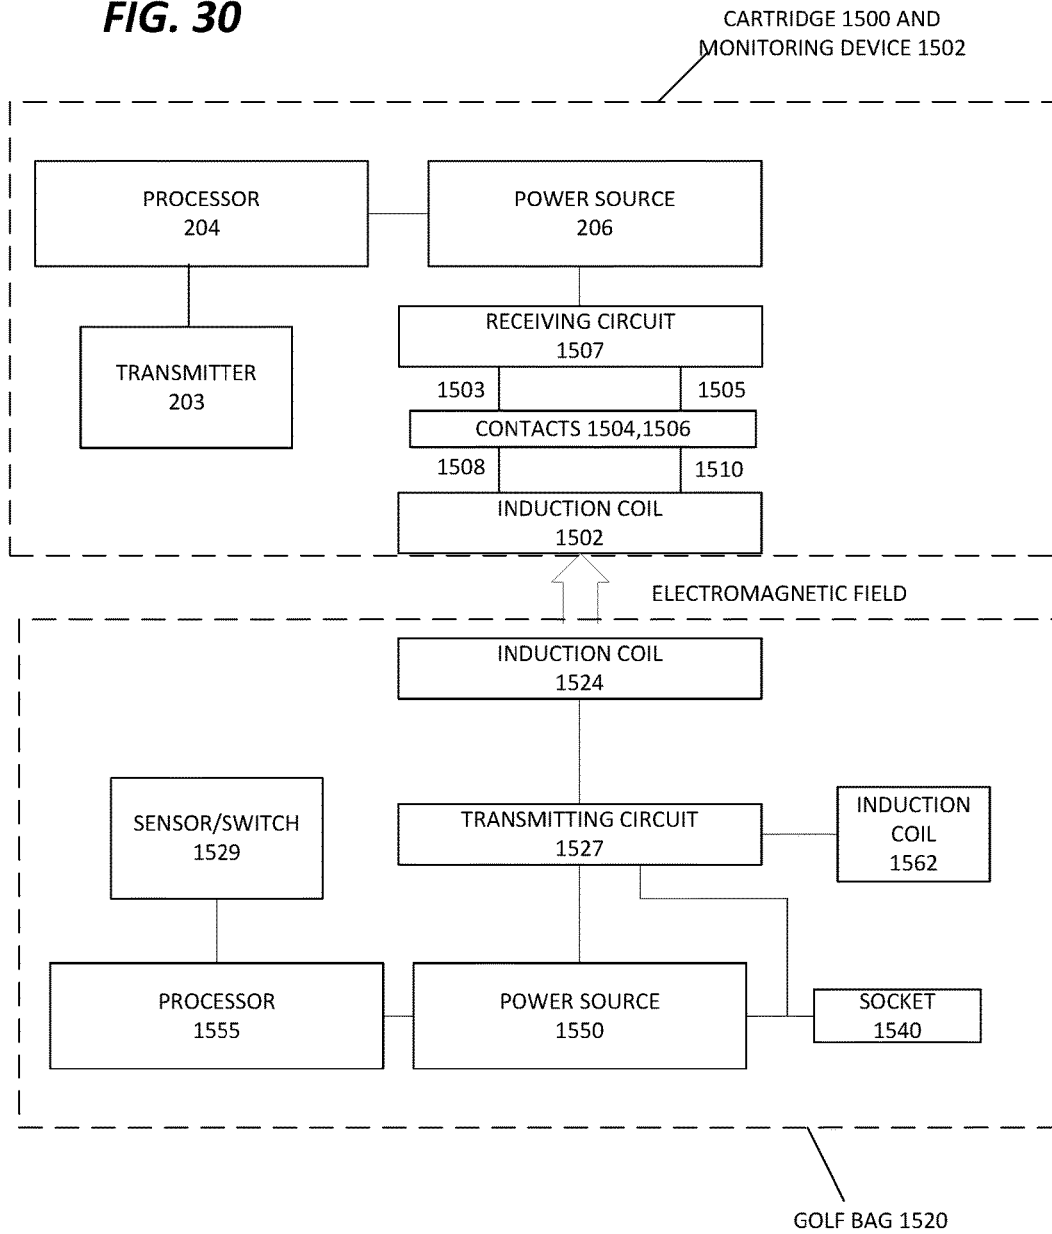 FIG. 30
CARTRIDGE 1500 AND
MONITORING DEVICE 1502
PROCESSOR
204
POWER SOURCE
206
TRANSMITTER
203
RECEIVING CIRCUIT
1507
1503
1505
CONTACTS 1504,1506
1508
1510
INDUCTION COIL
1502
ELECTROMAGNETIC FIELD
INDUCTION COIL
1524
SENSOR/SWITCH
1529
TRANSMITTING CIRCUIT
1527
INDUCTION
COIL
1562
PROCESSOR
1555
POWER SOURCE
1550
SOCKET
1540
GOLF BAG 1520